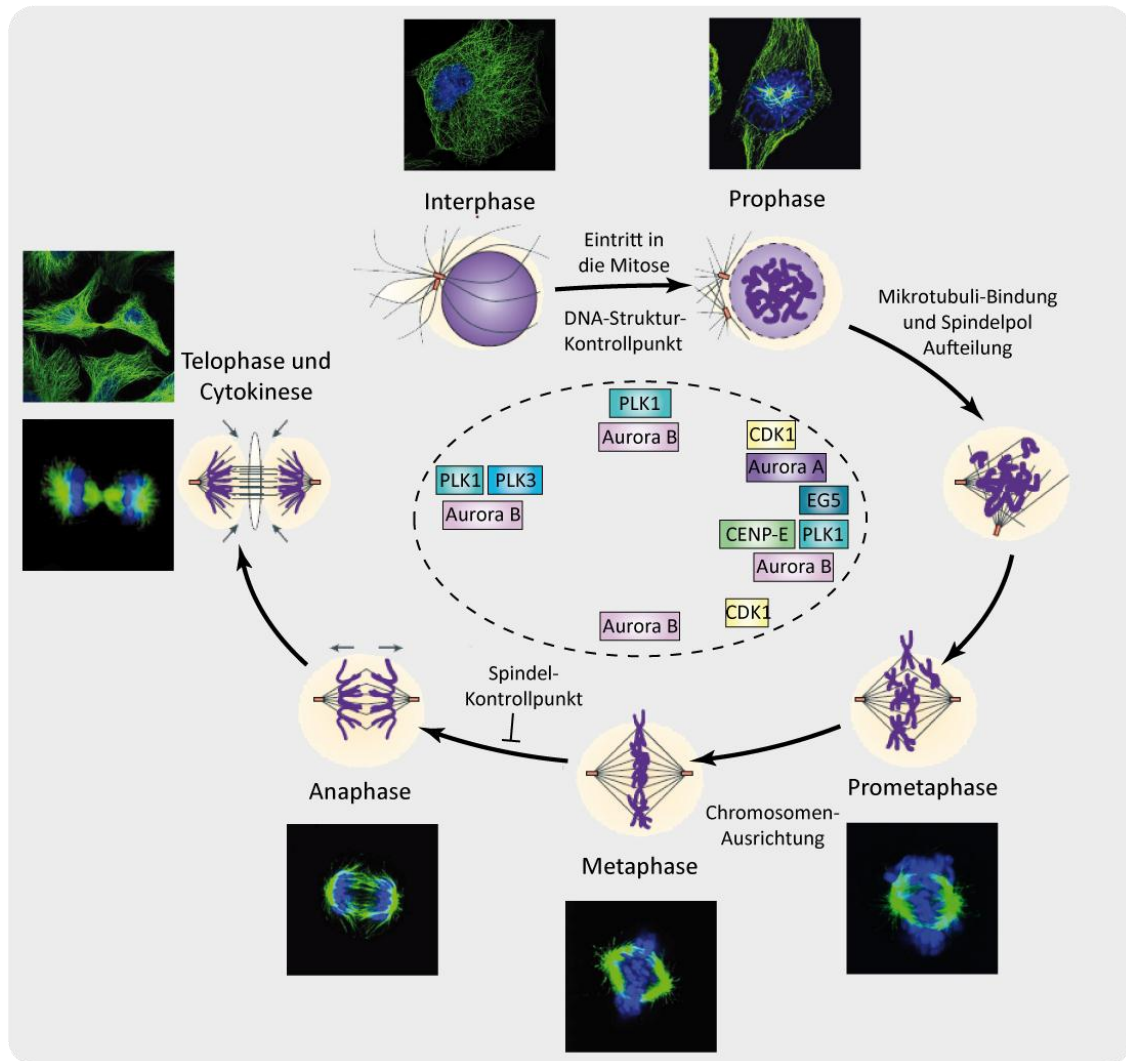 Interphase
Prophase
Eintritt in
die Mitose
DNA-Struktur-
Kontrollpunkt
Mikrotubuli-Bindung
und Spindelpol
Aufteilung
Telophase und
Cytokinese
PLK1
Aurora B
CDK1
Aurora A
EG5
CENP-E PLK1
Aurora B
PLK1 PLK3
Aurora B
Aurora B
CDK1
Spindel-
Kontrollpunkt
Anaphase
Metaphase
Chromosomen-
Ausrichtung
Prometaphase